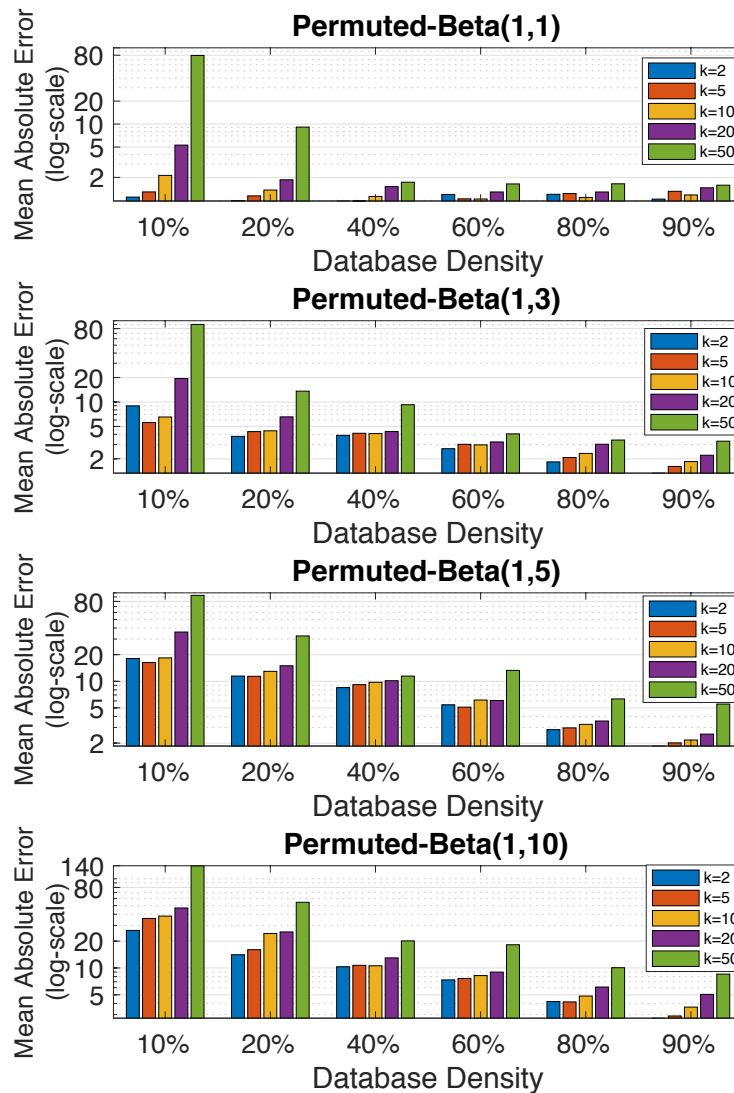 Permuted-Beta(1,1)
Mean Absolute Error
(log-scale)
80
20
10
5
2
k=2
k=5
k=10
k=20
k=50
10% 20% 40% 60% 80% 90%
Database Density
Permuted-Beta(1,3)
Mean Absolute Error
(log-scale)
80
20
10
5
2
k=2
k=5
k=10
k=20
k=50
10% 20% 40% 60% 80% 90%
Database Density
Permuted-Beta(1,5)
Mean Absolute Error
(log-scale)
80
20
10
5
2
k=2
k=5
k=10
k=20
k=50
10% 20% 40% 60% 80% 90%
Database Density
Permuted-Beta(1,10)
Mean Absolute Error
(log-scale)
140
80
20
10
5
k=2
k=5
k=10
k=20
k=50
10% 20% 40% 60% 80% 90%
Database Density